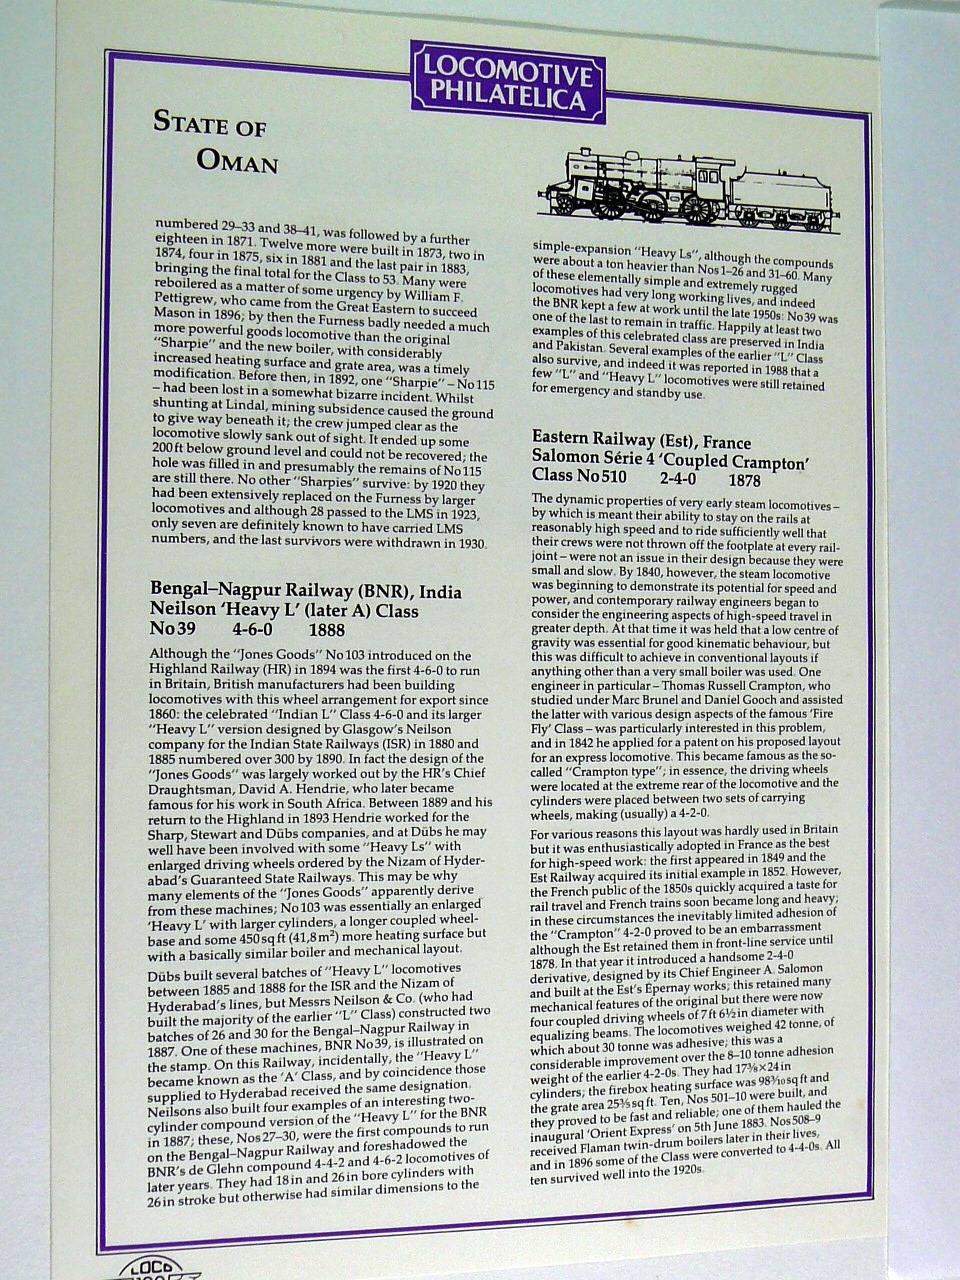 LOCOMOTIVE
PHILATELICA
STATE OF
OMAN
numbered 29–33 and 38–41, was followed by a further
eighteen in 1871. Twelve more were built in 1873, two in
1874, four in 1875, six in 1881 and the last pair in 1883,
bringing the final total for the Class to 53. Many were
reboilered as a matter of some urgency by William F.
Pettigrew, who came from the Great Eastern to succeed
Mason in 1896; by then the Furness badly needed a much
more powerful goods locomotive than the original
"Sharpie" and the new boiler, with considerably
increased heating surface and grate area, was a timely
modification. Before then, in 1892, one "Sharpie" – No 115
– had been lost in a somewhat bizarre incident. Whilst
shunting at Lindal, mining subsidence caused the ground
to give way beneath it; the crew jumped clear as the
locomotive slowly sank out of sight. It ended up some
200 ft below ground level and could not be recovered; the
hole was filled in and presumably the remains of No 115
are still there. No other "Sharpies" survive: by 1920 they
had been extensively replaced on the Furness by larger
locomotives and although 28 passed to the LMS in 1923,
only seven are definitely known to have carried LMS
numbers, and the last survivors were withdrawn in 1930.
Bengal–Nagpur Railway (BNR), India
Neilson 'Heavy L' (later A) Class
No 39 4-6-0 1888
Although the "Jones Goods" No 103 introduced on the
Highland Railway (HR) in 1894 was the first 4-6-0 to run
in Britain, British manufacturers had been building
locomotives with this wheel arrangement for export since
1860: the celebrated "Indian L" Class 4-6-0 and its larger
"Heavy L" version designed by Glasgow's Neilson
company for the Indian State Railways (ISR) in 1880 and
1885 numbered over 300 by 1890. In fact the design of the
"Jones Goods" was largely worked out by the HR's Chief
Draughtsman, David A. Hendrie, who later became
famous for his work in South Africa. Between 1889 and his
return to the Highland in 1893 Hendrie worked for the
Sharp, Stewart and Dübs companies, and at Dübs he may
well have been involved with some "Heavy Ls" with
enlarged driving wheels ordered by the Nizam of Hyder-
abad's Guaranteed State Railways. This may be why
many elements of the "Jones Goods" apparently derive
from these machines; No 103 was essentially an enlarged
'Heavy L' with larger cylinders, a longer coupled wheel-
base and some 450 sq ft (41,8 m²) more heating surface but
with a basically similar boiler and mechanical layout.
Dübs built several batches of "Heavy L" locomotives
between 1885 and 1888 for the ISR and the Nizam of
Hyderabad's lines, but Messrs Neilson & Co. (who had
built the majority of the earlier "L" Class) constructed two
batches of 26 and 30 for the Bengal–Nagpur Railway in
1887. One of these machines, BNR No 39, is illustrated on
the stamp. On this Railway, incidentally, the "Heavy L"
became known as the 'A' Class, and by coincidence those
supplied to Hyderabad received the same designation.
Neilsons also built four examples of an interesting two-
cylinder compound version of the "Heavy L" for the BNR
in 1887; these, Nos 27–30, were the first compounds to run
on the Bengal–Nagpur Railway and foreshadowed the
BNR's de Glehn compound 4-4-2 and 4-6-2 locomotives of
later years. They had 18 in and 26 in bore cylinders with
26 in stroke but otherwise had similar dimensions to the
simple-expansion "Heavy Ls", although the compounds
were about a ton heavier than Nos 1–26 and 31–60. Many
of these elementally simple and extremely rugged
locomotives had very long working lives, and indeed
the BNR kept a few at work until the late 1950s: No 39 was
one of the last to remain in traffic. Happily at least two
examples of this celebrated class are preserved in India
and Pakistan. Several examples of the earlier "L" Class
also survive, and indeed it was reported in 1988 that a
few "L" and "Heavy L" locomotives were still retained
for emergency and standby use.
Eastern Railway (Est), France
Salomon Série 4 'Coupled Crampton'
Class No 510 2-4-0 1878
The dynamic properties of very early steam locomotives –
by which is meant their ability to stay on the rails at
reasonably high speed and to ride sufficiently well that
their crews were not thrown off the footplate at every rail-
joint – were not an issue in their design because they were
small and slow. By 1840, however, the steam locomotive
was beginning to demonstrate its potential for speed and
power, and contemporary railway engineers began to
consider the engineering aspects of high-speed travel in
greater depth. At that time it was held that a low centre of
gravity was essential for good kinematic behaviour, but
this was difficult to achieve in conventional layouts if
anything other than a very small boiler was used. One
engineer in particular – Thomas Russell Crampton, who
studied under Marc Brunel and Daniel Gooch and assisted
the latter with various design aspects of the famous 'Fire
Fly' Class – was particularly interested in this problem,
and in 1842 he applied for a patent on his proposed layout
for an express locomotive. This became famous as the so-
called "Crampton type"; in essence, the driving wheels
were located at the extreme rear of the locomotive and the
cylinders were placed between two sets of carrying
wheels, making (usually) a 4-2-0.
For various reasons this layout was hardly used in Britain
but it was enthusiastically adopted in France as the best
for high-speed work: the first appeared in 1849 and the
Est Railway acquired its initial example in 1852. However,
the French public of the 1850s quickly acquired a taste for
rail travel and French trains soon became long and heavy;
in these circumstances the inevitably limited adhesion of
the "Crampton" 4-2-0 proved to be an embarrassment
although the Est retained them in front-line service until
1878. In that year it introduced a handsome 2-4-0
derivative, designed by its Chief Engineer A. Salomon
and built at the Est's Epernay works; this retained many
mechanical features of the original but there were now
four coupled driving wheels of 7 ft 6½ in diameter with
equalizing beams. The locomotives weighed 42 tonne, of
which about 30 tonne was adhesive; this was a
considerable improvement over the 8–10 tonne adhesion
weight of the earlier 4-2-0s. They had 17⅜ × 24 in
cylinders; the firebox heating surface was 98³⁄₁₀ sq ft and
the grate area 25⅗ sq ft. Ten, Nos 501–10 were built, and
they proved to be fast and reliable; one of them hauled the
inaugural 'Orient Express' on 5th June 1883. Nos 508–9
received Flaman twin-drum boilers later in their lives,
and in 1896 some of the Class were converted to 4-4-0s. All
ten survived well into the 1920s.
LOCO